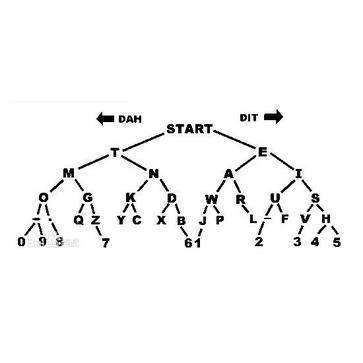 DAH DIT
START
T E
M N A I
O G K D W R U S
Q Z Y C X B J P L F V H
0 9 8 7 6 1 2 3 4 5